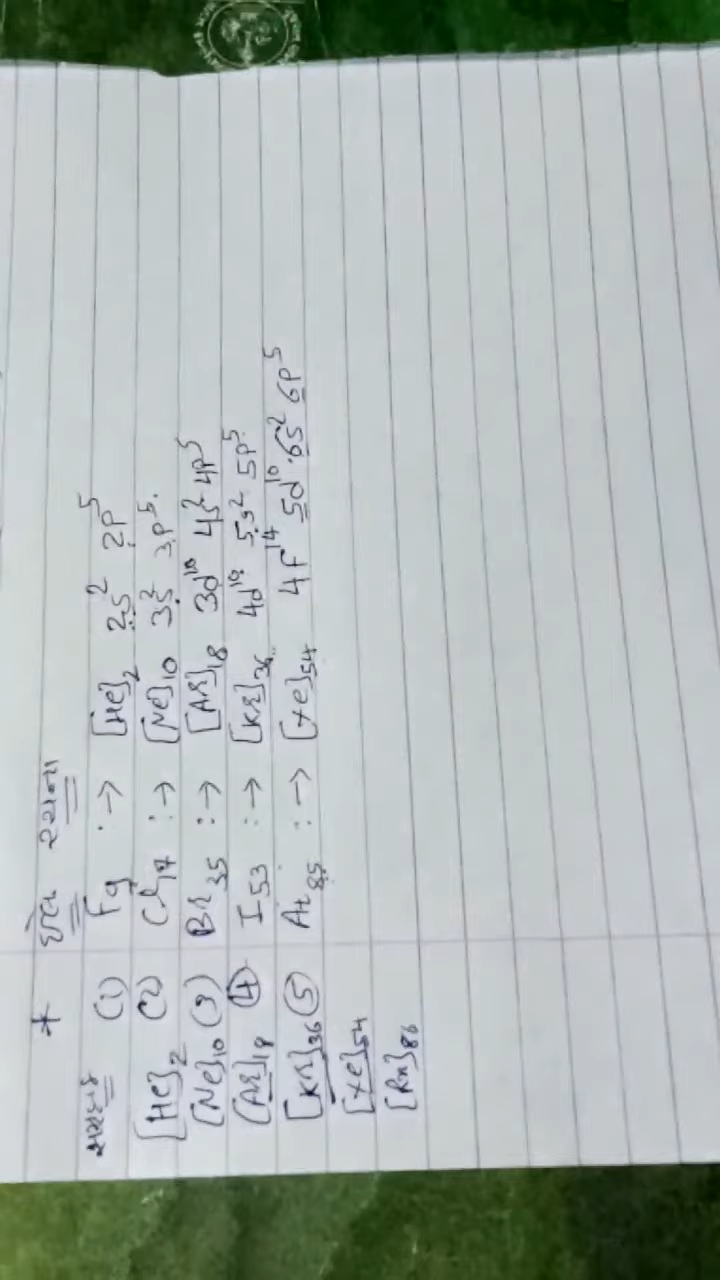 * ઈલે રચના
(1) F9 :→ [He]2 2s2 2p5
(2) Cl17 :→ [Ne]10 3s2 3p5.
(3) Br35 :→ [Ar]18 3d10 4s2 4p5
(4) I53 :→ [Kr]36 4d10 5s2 5p5
(5) At85 :→ [Xe]54 4f14 5d10 6s2 6p5
[He]2
[Ne]10
[Ar]18
[Kr]36
[Xe]54
[Rn]86